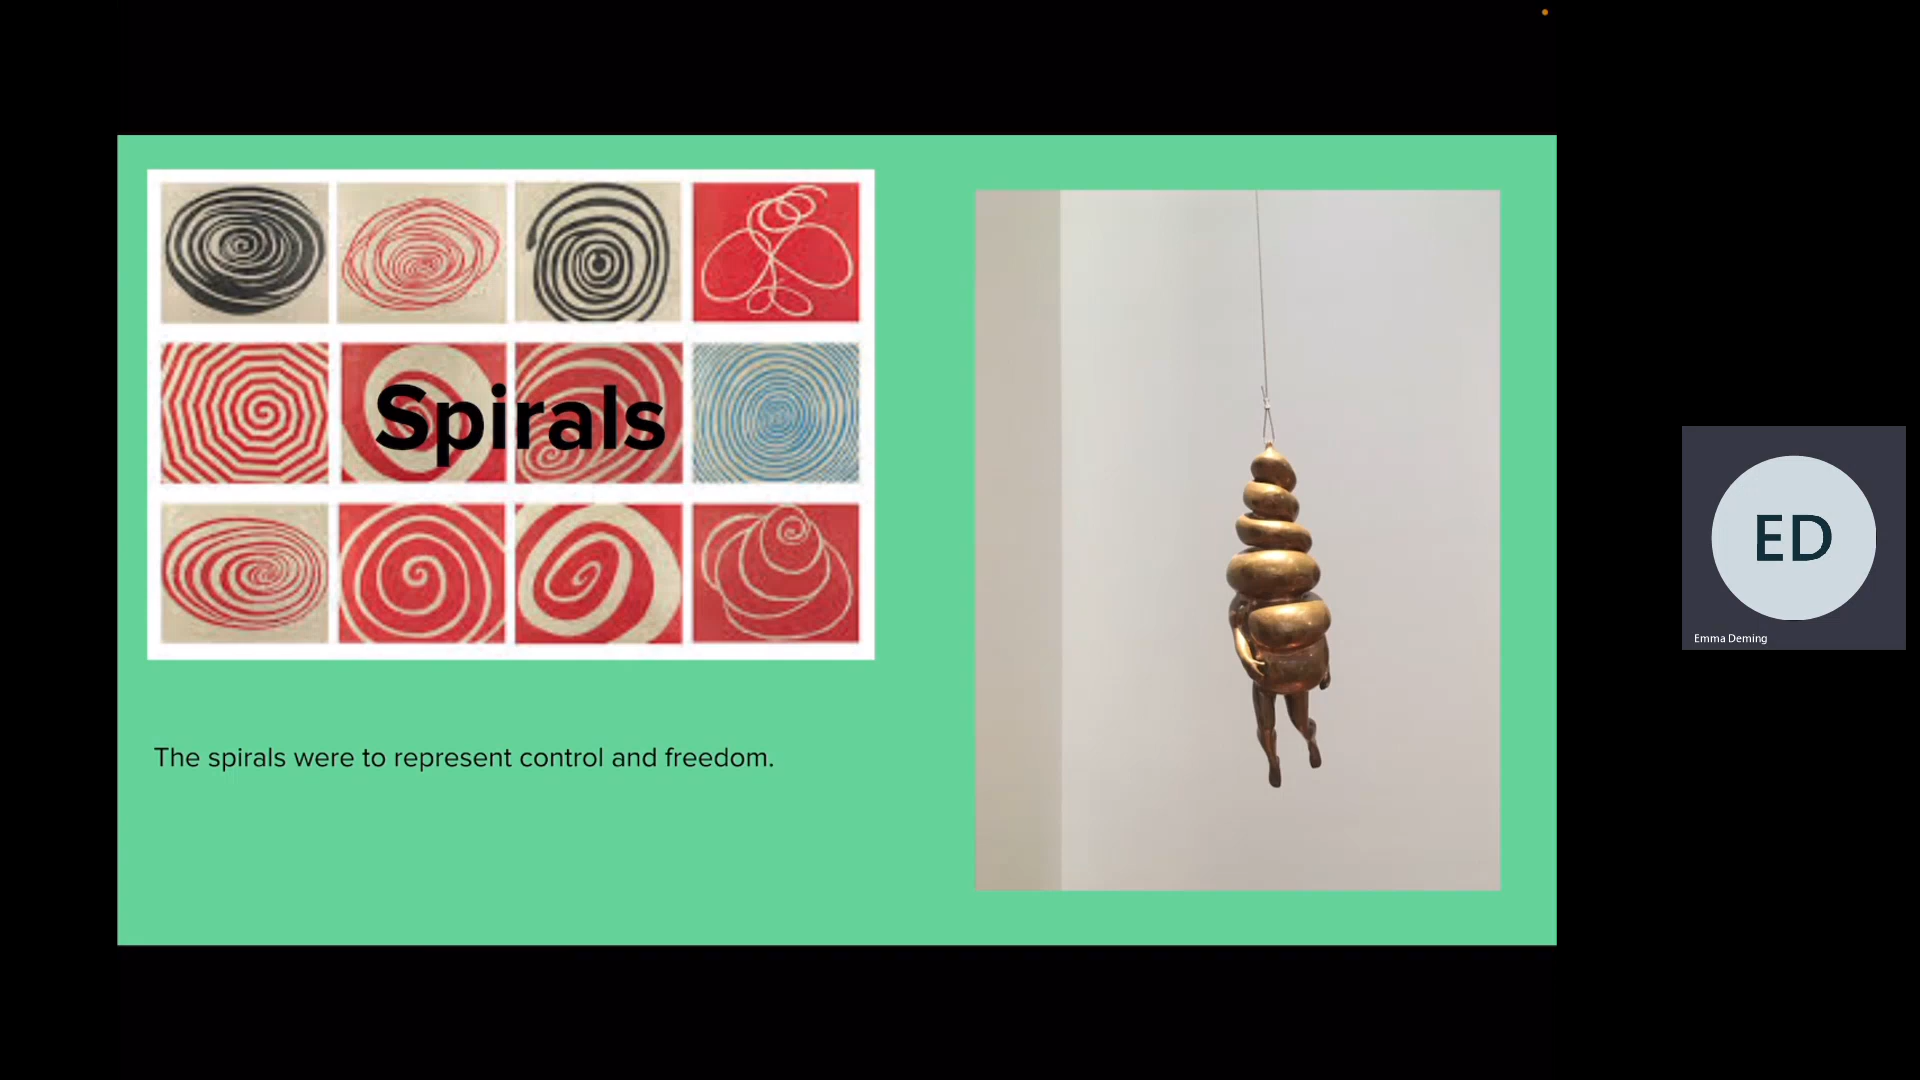 Spirals
The spirals were to represent control and freedom.
ED
Emma Deming